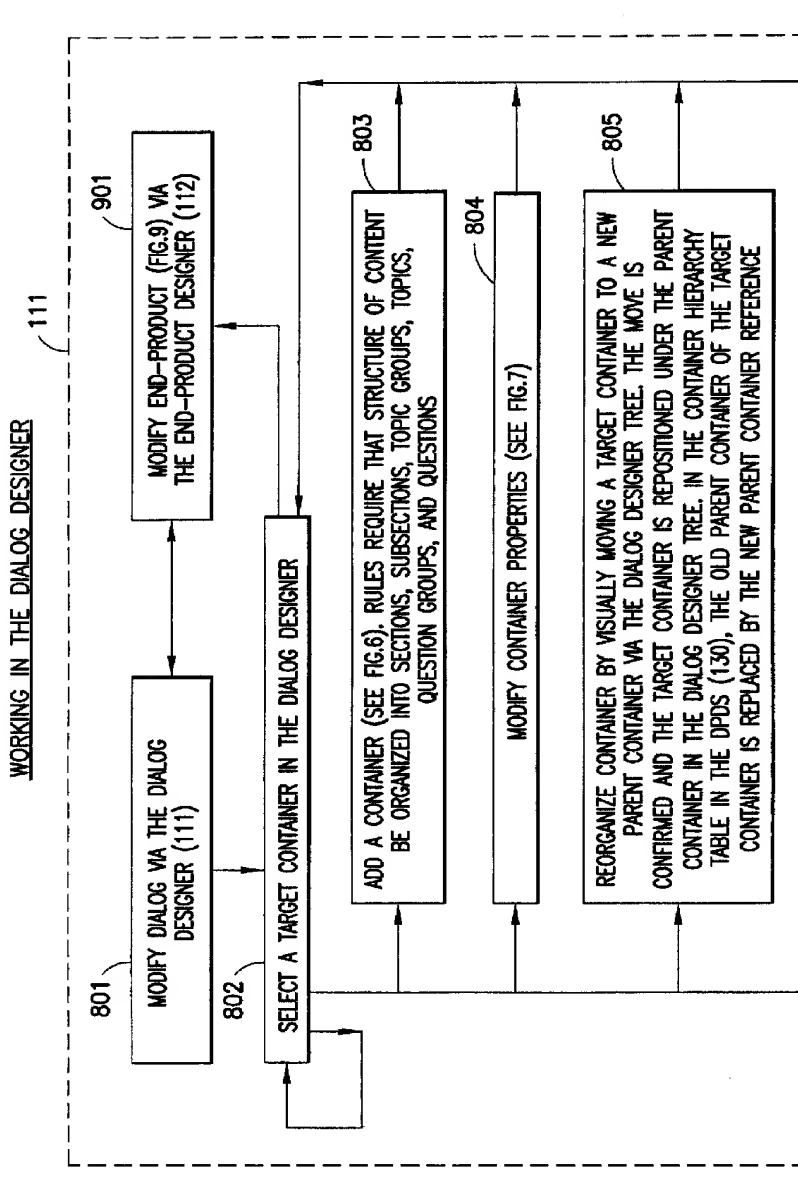 WORKING IN THE DIALOG DESIGNER
111
801
MODIFY DIALOG VIA THE DIALOG
DESIGNER (111)
901
MODIFY END-PRODUCT (FIG.9) VIA
THE END-PRODUCT DESIGNER (112)
802
SELECT A TARGET CONTAINER IN THE DIALOG DESIGNER
803
ADD A CONTAINER (SEE FIG.6). RULES REQUIRE THAT STRUCTURE OF CONTENT
BE ORGANIZED INTO SECTIONS, SUBSECTIONS, TOPIC GROUPS, TOPICS,
QUESTION GROUPS, AND QUESTIONS
804
MODIFY CONTAINER PROPERTIES (SEE FIG.7)
805
REORGANIZE CONTAINER BY VISUALLY MOVING A TARGET CONTAINER TO A NEW
PARENT CONTAINER VIA THE DIALOG DESIGNER TREE. THE MOVE IS
CONFIRMED AND THE TARGET CONTAINER IS REPOSITIONED UNDER THE PARENT
CONTAINER IN THE DIALOG DESIGNER TREE. IN THE CONTAINER HIERARCHY
TABLE IN THE DPDS (130), THE OLD PARENT CONTAINER OF THE TARGET
CONTAINER IS REPLACED BY THE NEW PARENT CONTAINER REFERENCE